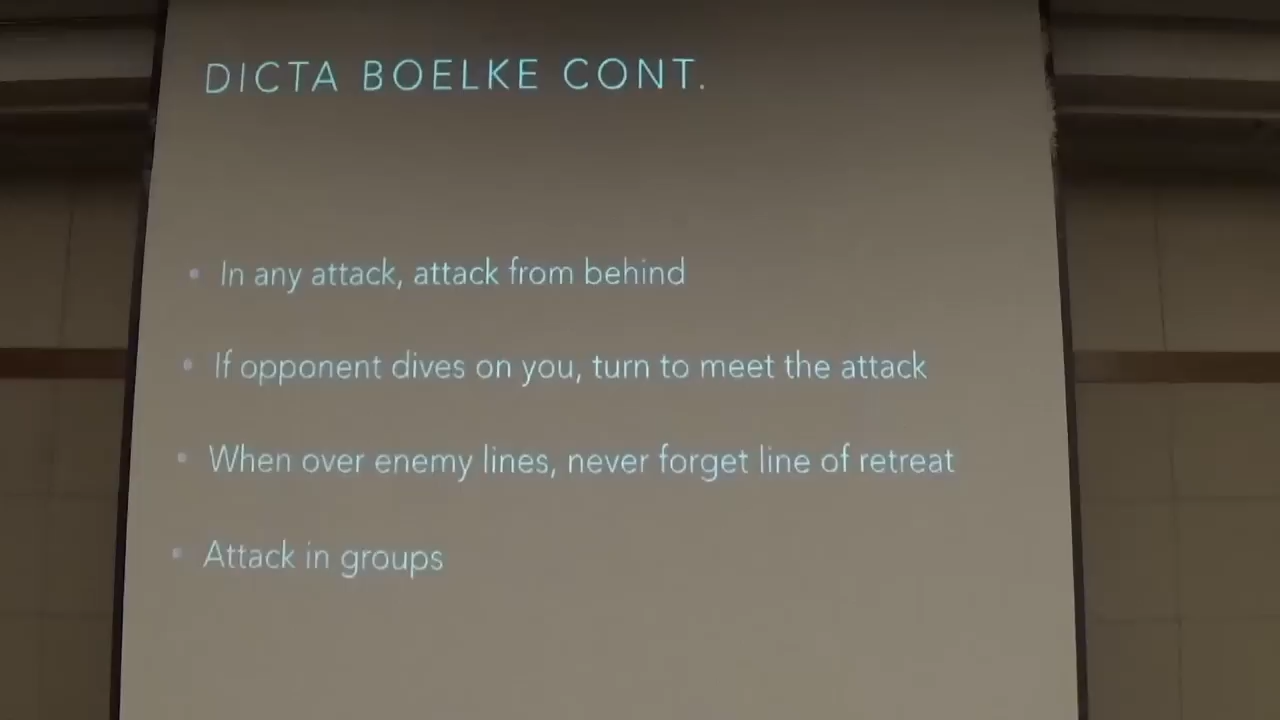 DICTA BOELKE CONT.
• In any attack, attack from behind
• If opponent dives on you, turn to meet the attack
• When over enemy lines, never forget line of retreat
• Attack in groups